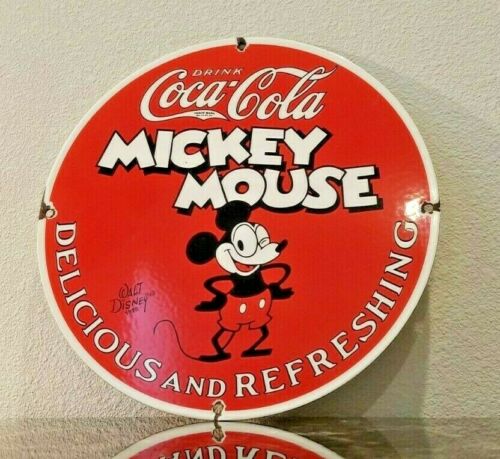 DRINK
Coca-Cola
MICKEY
MOUSE
WALT
DISNEY
DELICIOUS AND REFRESHING